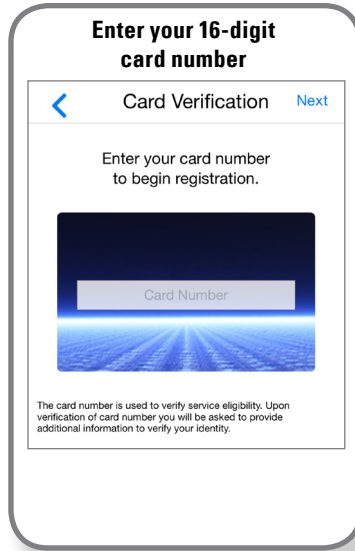 Enter your 16-digit
card number
Card Verification Next
Enter your card number
to begin registration.
Card Number
The card number is used to verify service eligibility. Upon
verification of card number you will be asked to provide
additional information to verify your identity.